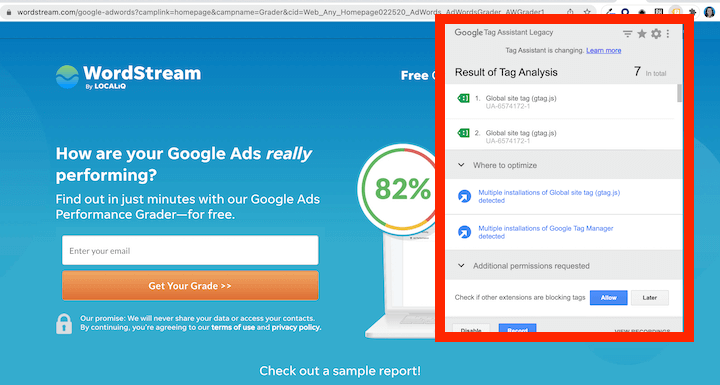 wordstream.com/google-adwords?camplink=homepage&campname=Grader&cid=Web_Any_Homepage022520_AdWords_AdWordsGrader_AWGrader1
WordStream
By LOCALiQ
Free
How are your Google Ads really
performing?
Find out in just minutes with our Google Ads
Performance Grader—for free.
Enter your email
Get Your Grade >>
Our promise: We will never share your data or access your contacts.
By continuing, you're agreeing to our terms of use and privacy policy.
82%
Check out a sample report!
Google Tag Assistant Legacy
Tag Assistant is changing. Learn more
Result of Tag Analysis
7 In total
1. Global site tag (gtag.js)
UA-6574172-1
2. Global site tag (gtag.js)
UA-6574172-1
Where to optimize
Multiple installations of Global site tag (gtag.js)
detected
Multiple installations of Google Tag Manager
detected
Additional permissions requested
Check if other extensions are blocking tags
Allow
Later
Disable
Record
VIEW RECORDINGS